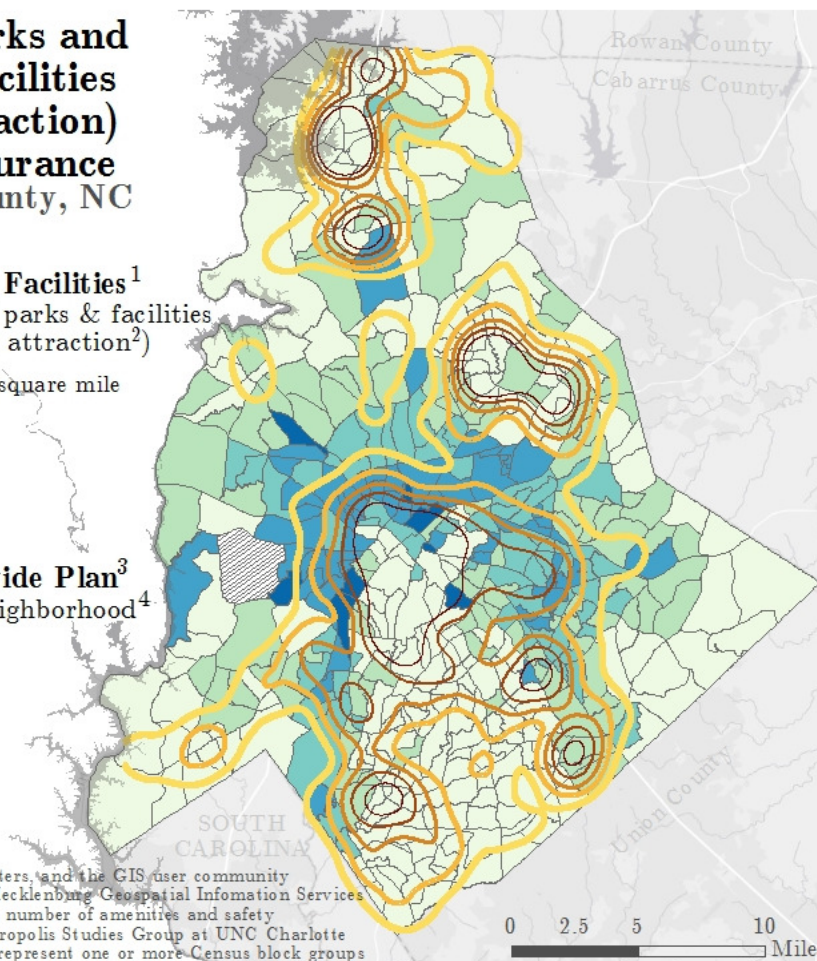 rks and
cilities
action)
urance
nty, NC
Facilities¹
parks & facilities
attraction²)
square mile
ide Plan³
ighborhood⁴
Rowan County
Cabarrus County
Union County
SOUTH
CAROLINA
ters, and the GIS user community
ecklenburg Geospatial Infomation Services
number of amenities and safety
ropolis Studies Group at UNC Charlotte
represent one or more Census block groups
0 2.5 5 10
Mile